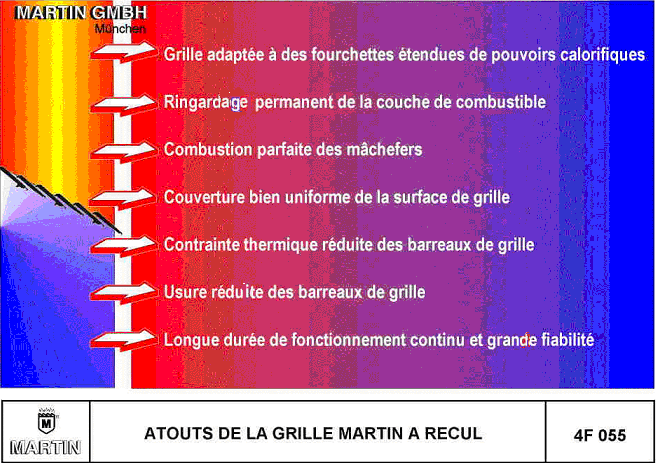 MARTIN GMBH
München
Grille adaptée à des fourchettes étendues de pouvoirs calorifiques
Ringardage permanent de la couche de combustible
Combustion parfaite des mâchefers
Couverture bien uniforme de la surface de grille
Contrainte thermique réduite des barreaux de grille
Usure réduite des barreaux de grille
Longue durée de fonctionnement continu et grande fiabilité
M
MARTIN
ATOUTS DE LA GRILLE MARTIN A RECUL
4F 055